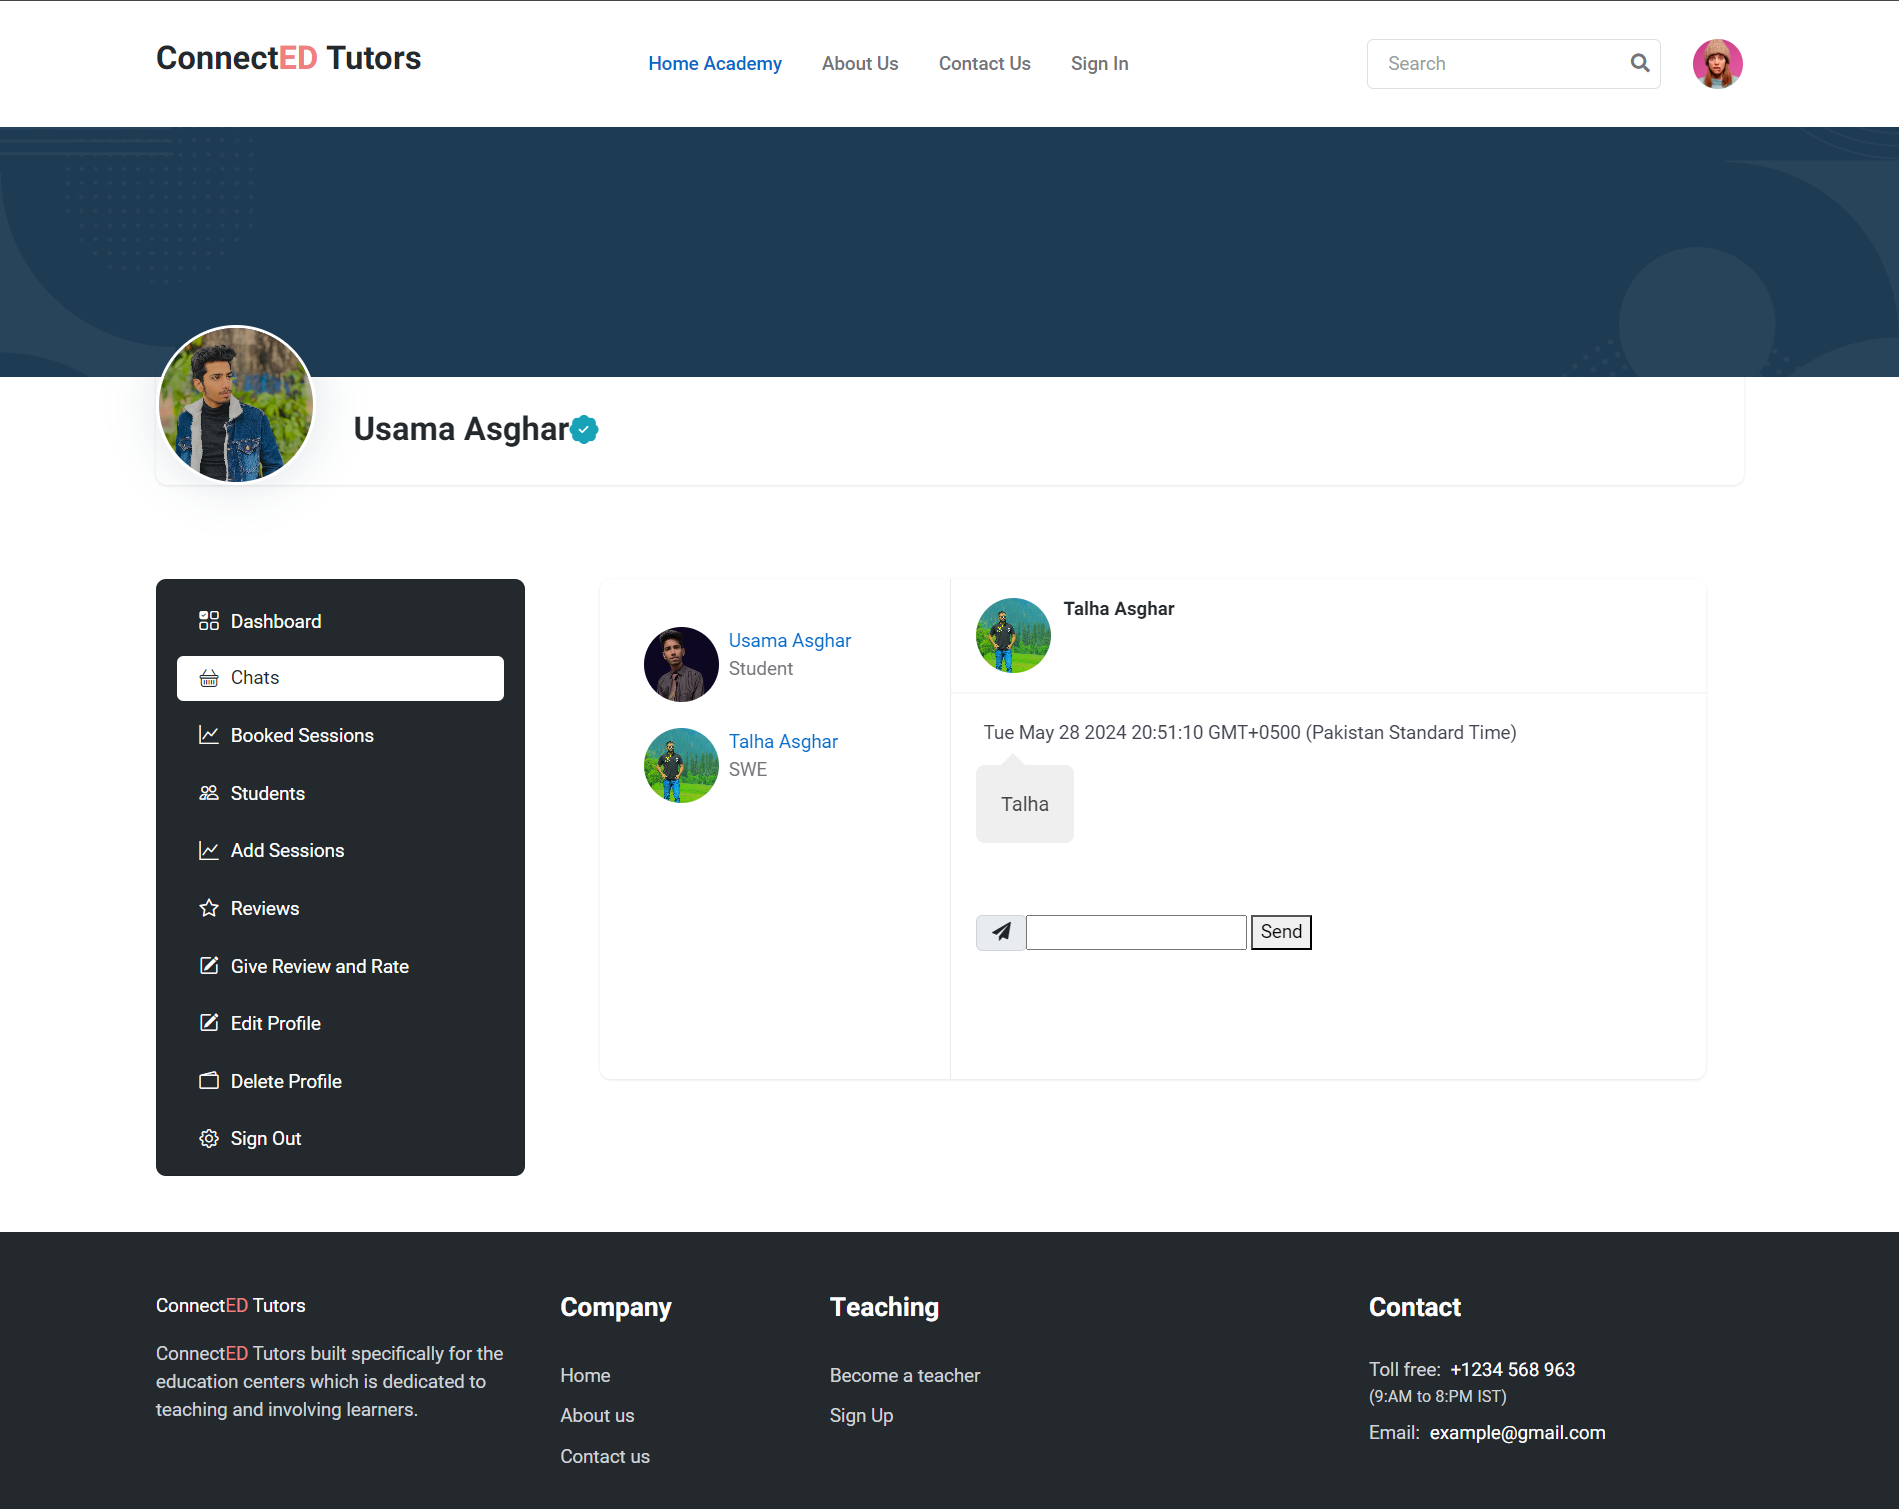 ConnectED Tutors
Home Academy
About Us
Contact Us
Sign In
Search
Usama Asghar
Dashboard
Chats
Booked Sessions
Students
Add Sessions
Reviews
Give Review and Rate
Edit Profile
Delete Profile
Sign Out
Usama Asghar
Student
Talha Asghar
SWE
Talha Asghar
Tue May 28 2024 20:51:10 GMT+0500 (Pakistan Standard Time)
Talha
Send
ConnectED Tutors
ConnectED Tutors built specifically for the
education centers which is dedicated to
teaching and involving learners.
Company
Home
About us
Contact us
Teaching
Become a teacher
Sign Up
Contact
Toll free: +1234 568 963
(9:AM to 8:PM IST)
Email: example@gmail.com